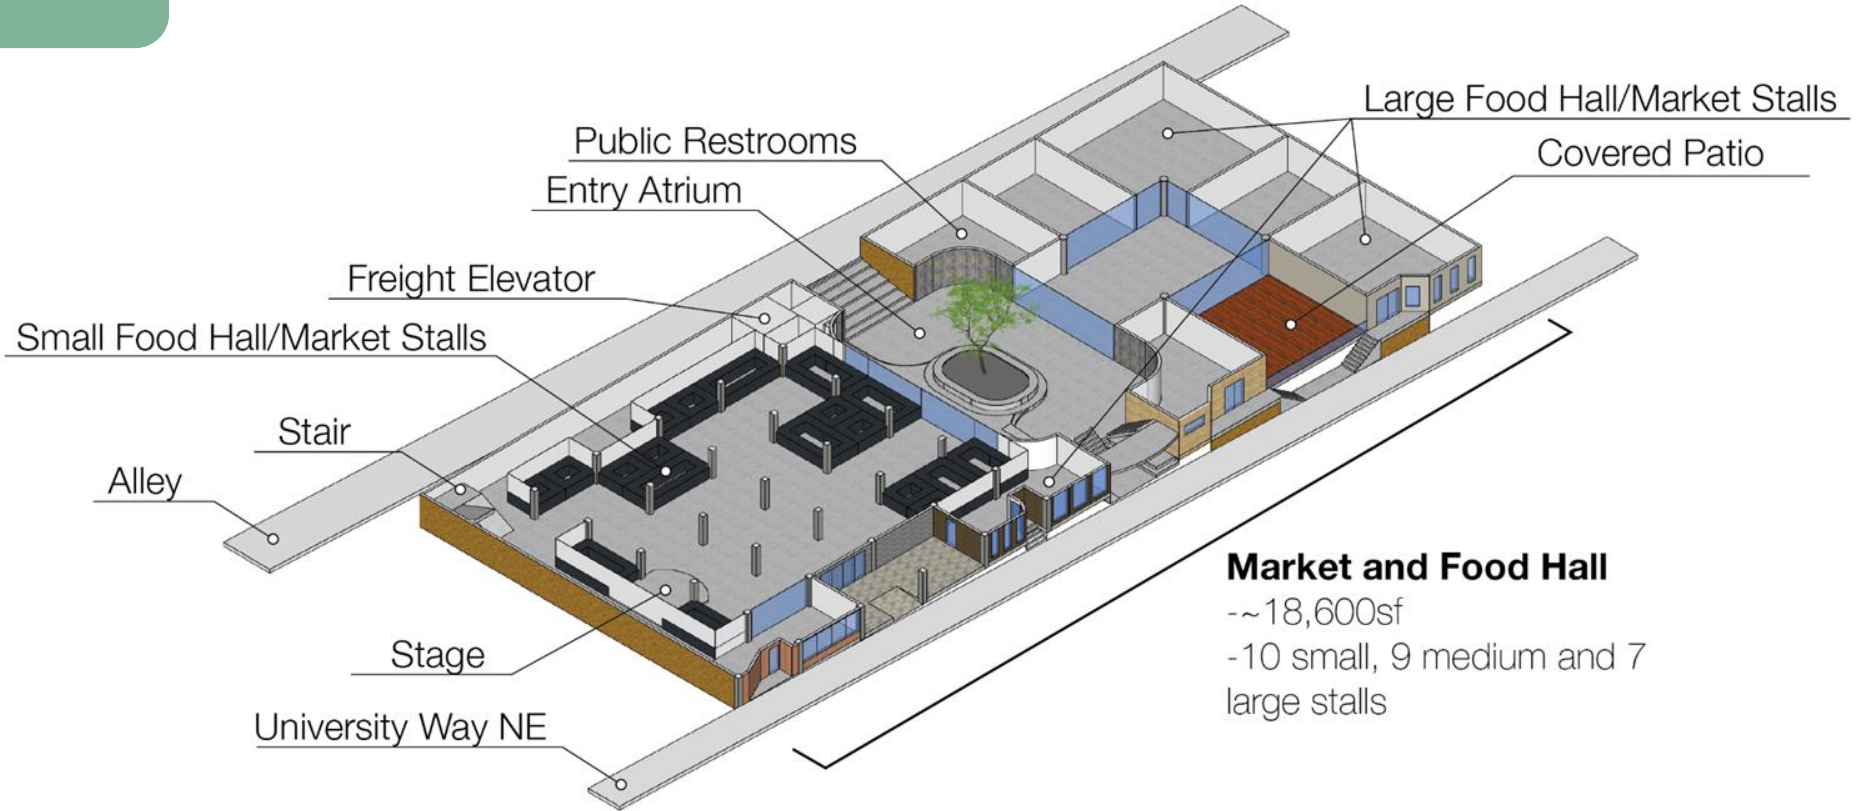 Large Food Hall/Market Stalls
Public Restrooms
Covered Patio
Entry Atrium
Freight Elevator
Small Food Hall/Market Stalls
Stair
Alley
Stage
University Way NE
Market and Food Hall
-~18,600sf
-10 small, 9 medium and 7
large stalls